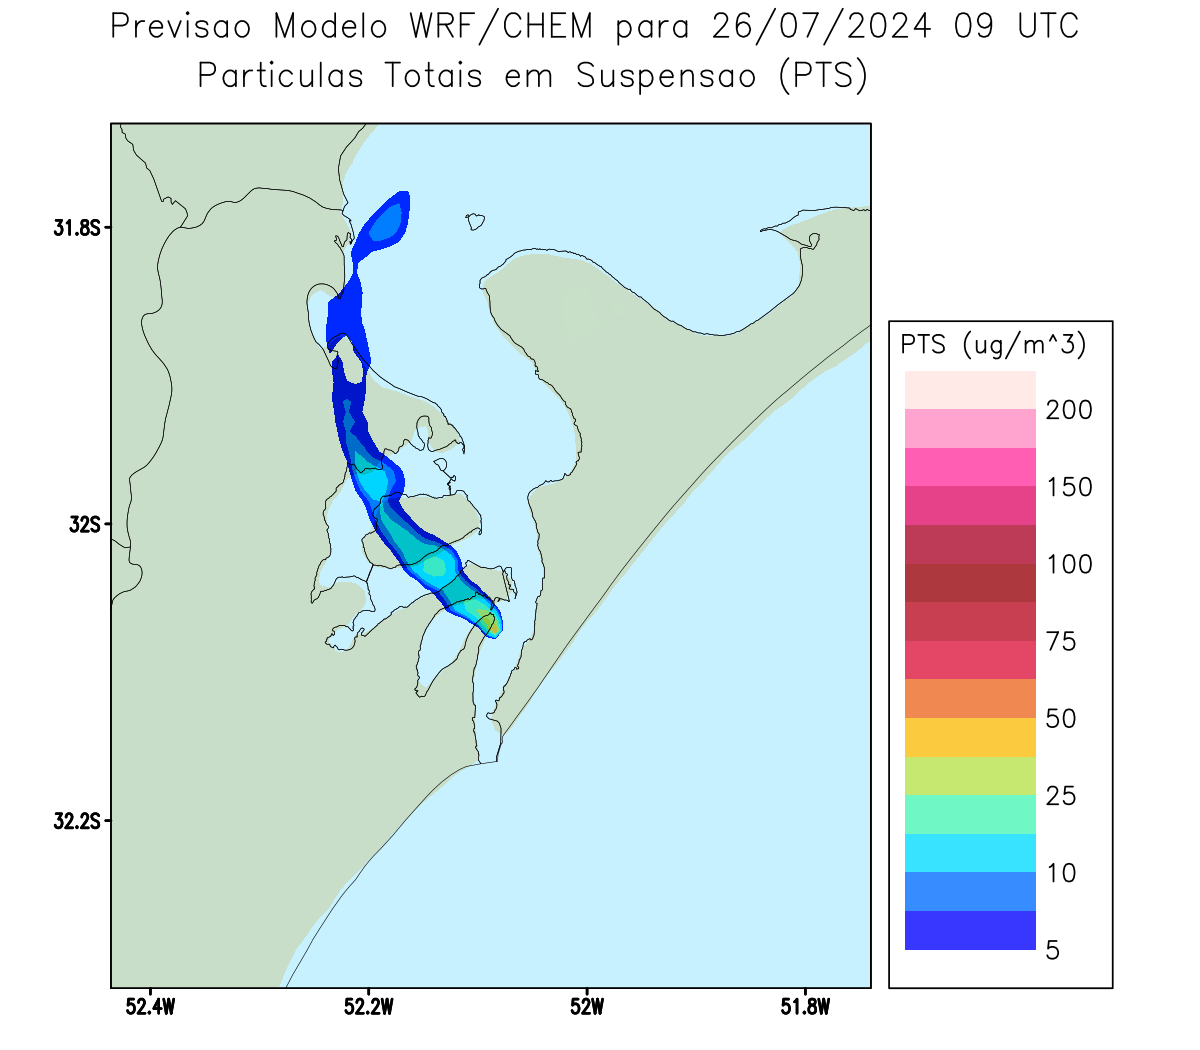 Previsao Modelo WRF/CHEM para 26/07/2024 09 UTC
Particulas Totais em Suspensao (PTS)
31.8S
32S
32.2S
52.4W
52.2W
52W
51.8W
PTS (ug/m^3)
200
150
100
75
50
25
10
5